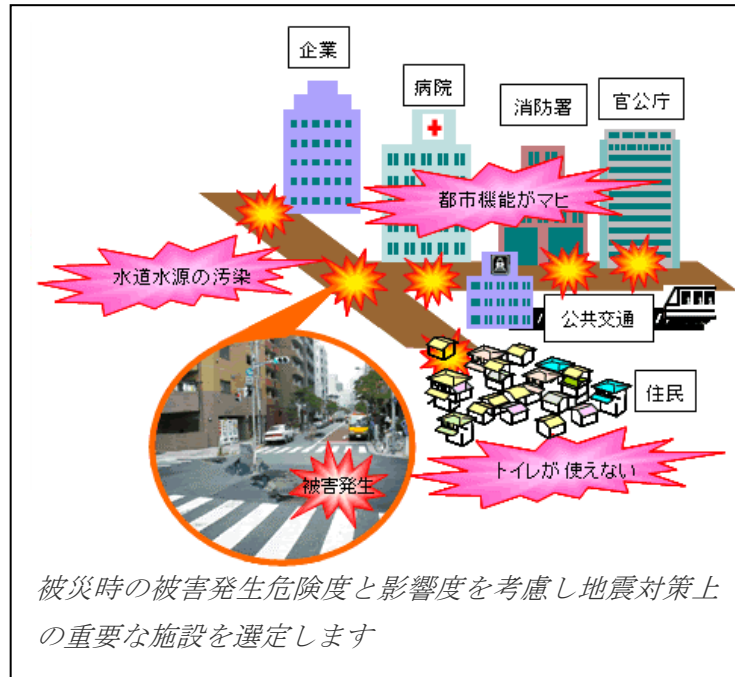 企業
病院
消防署
官公庁
都市機能がマヒ
水道水源の汚染
公共交通
住民
被害発生
トイレが使えない
被災時の被害発生危険度と影響度を考慮し地震対策上
の重要な施設を選定します